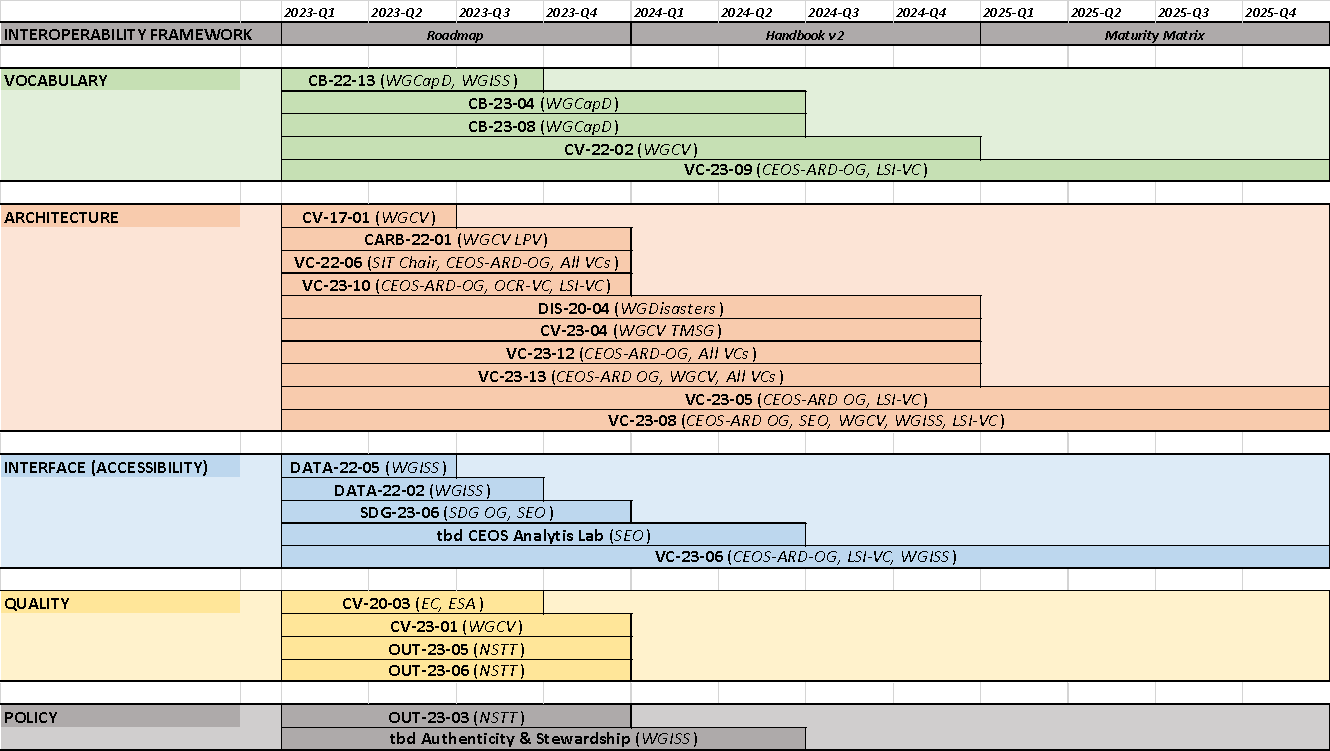 2023-Q1 2023-Q2 2023-Q3 2023-Q4 2024-Q1 2024-Q2 2024-Q3 2024-Q4 2025-Q1 2025-Q2 2025-Q3 2025-Q4
INTEROPERABILITY FRAMEWORK Roadmap Handbook v2 Maturity Matrix
VOCABULARY CB-22-13 (WGCapD, WGISS)
CB-23-04 (WGCapD)
CB-23-08 (WGCapD)
CV-22-02 (WGCV)
VC-23-09 (CEOS-ARD-OG, LSI-VC)
ARCHITECTURE CV-17-01 (WGCV)
CARB-22-01 (WGCV LPV)
VC-22-06 (SIT Chair, CEOS-ARD-OG, All VCs)
VC-23-10 (CEOS-ARD-OG, OCR-VC, LSI-VC)
DIS-20-04 (WGDisasters)
CV-23-04 (WGCV TMSG)
VC-23-12 (CEOS-ARD-OG, All VCs)
VC-23-13 (CEOS-ARD OG, WGCV, All VCs)
VC-23-05 (CEOS-ARD OG, LSI-VC)
VC-23-08 (CEOS-ARD OG, SEO, WGCV, WGISS, LSI-VC)
INTERFACE (ACCESSIBILITY) DATA-22-05 (WGISS)
DATA-22-02 (WGISS)
SDG-23-06 (SDG OG, SEO)
tbd CEOS Analytis Lab (SEO)
VC-23-06 (CEOS-ARD-OG, LSI-VC, WGISS)
QUALITY CV-20-03 (EC, ESA)
CV-23-01 (WGCV)
OUT-23-05 (NSTT)
OUT-23-06 (NSTT)
POLICY OUT-23-03 (NSTT)
tbd Authenticity & Stewardship (WGISS)